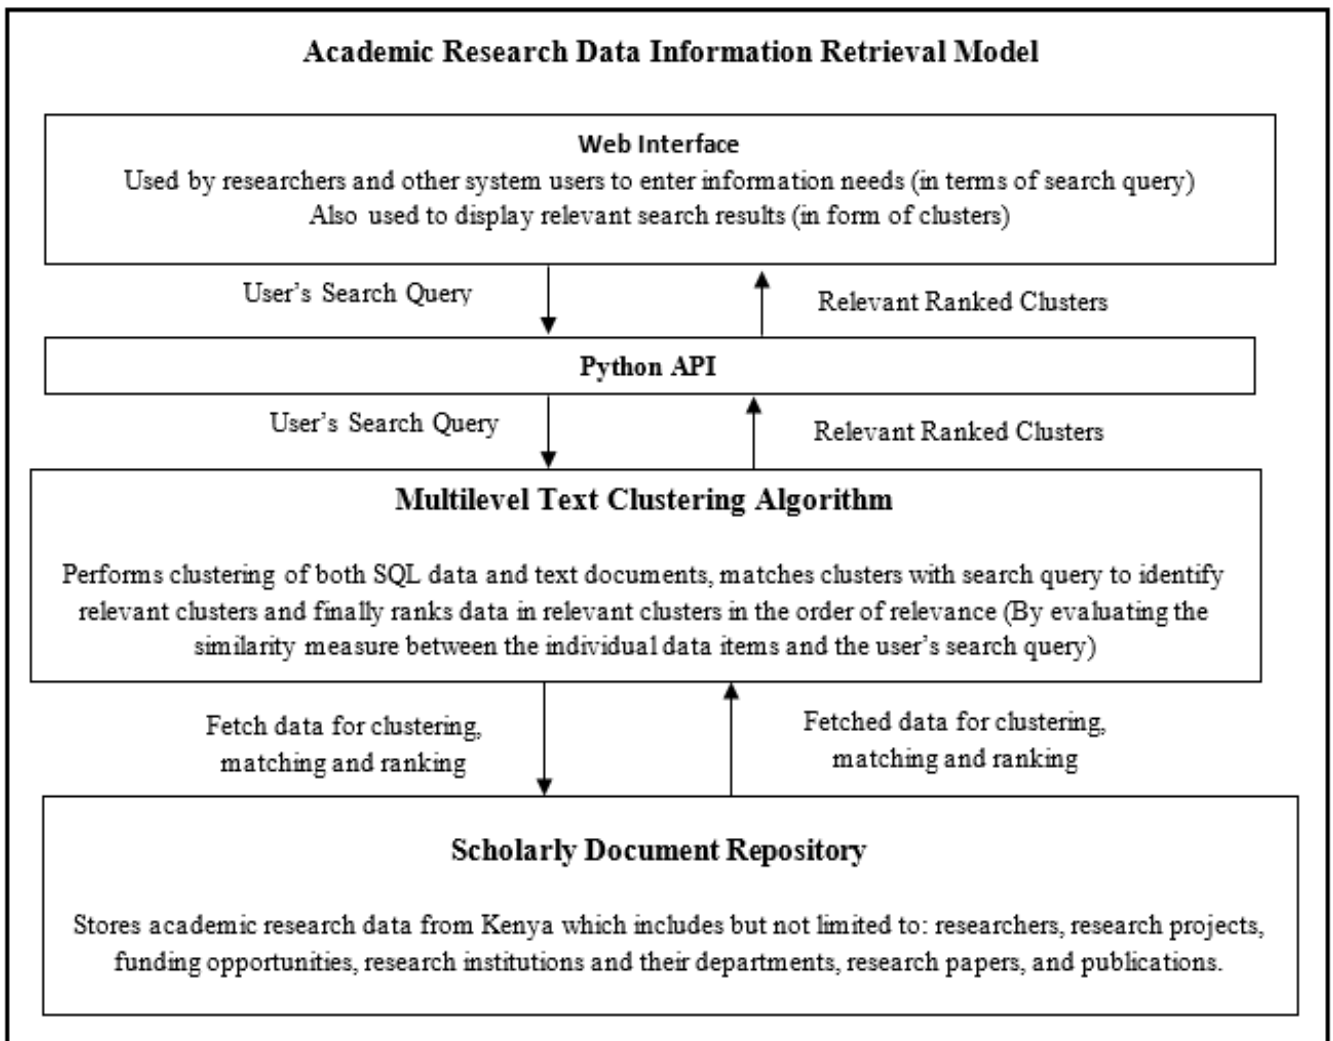 Academic Research Data Information Retrieval Model
Web Interface
Used by researchers and other system users to enter information needs (in terms of search query)
Also used to display relevant search results (in form of clusters)
User's Search Query
Relevant Ranked Clusters
Python API
User's Search Query
Relevant Ranked Clusters
Multilevel Text Clustering Algorithm
Performs clustering of both SQL data and text documents, matches clusters with search query to identify
relevant clusters and finally ranks data in relevant clusters in the order of relevance (By evaluating the
similarity measure between the individual data items and the user's search query)
Fetch data for clustering,
matching and ranking
Fetched data for clustering,
matching and ranking
Scholarly Document Repository
Stores academic research data from Kenya which includes but not limited to: researchers, research projects,
funding opportunities, research institutions and their departments, research papers, and publications.